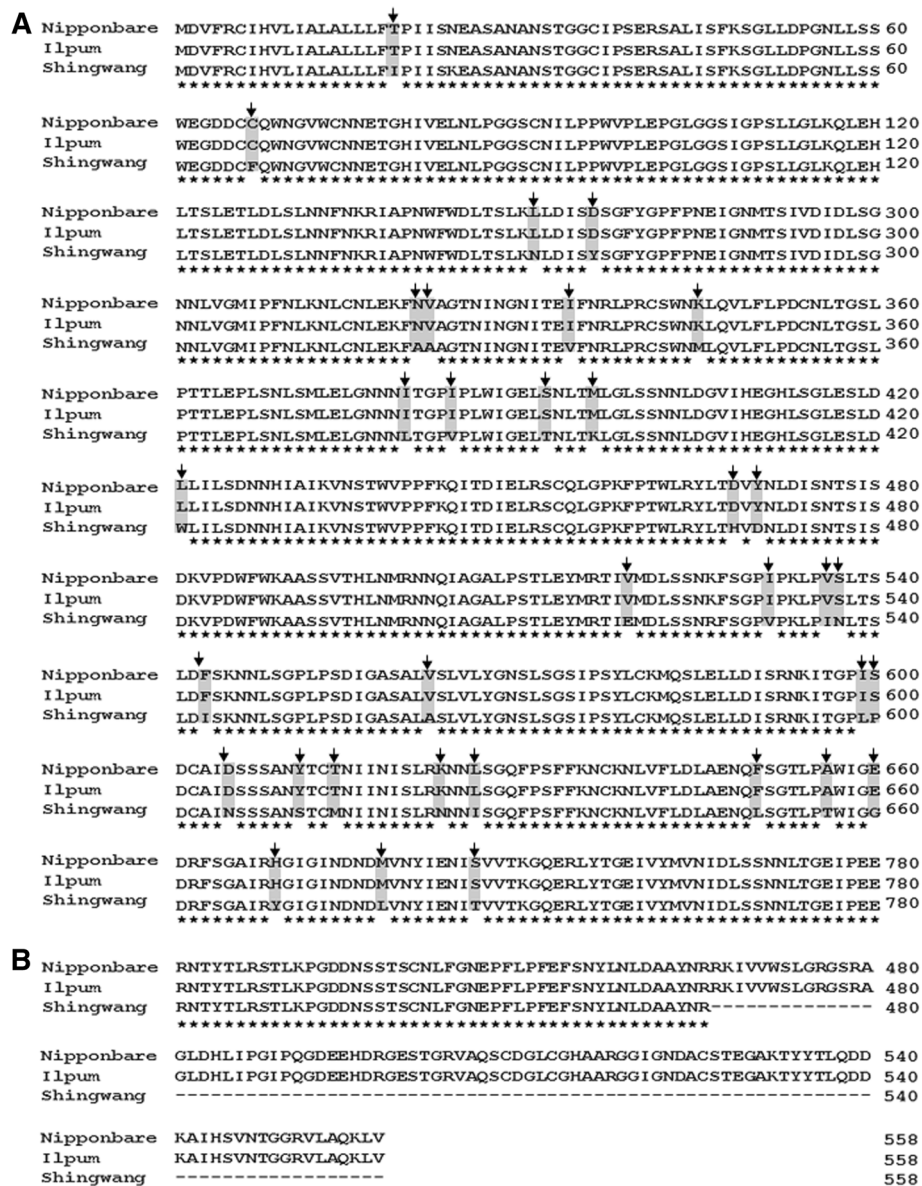 A
Nipponbare MDVFRCIHVLIALALLLFTPIISNEASANANSTGGCIPSERSALISFKSGLLDPGNLLSS 60
Ilpum MDVFRCIHVLIALALLLFTPIISNEASANANSTGGCIPSERSALISFKSGLLDPGNLLSS 60
Shingwang MDVFRCIHVLIALALLLFIPIISKEASANANSTGGCIPSERSALISFKSGLLDPGNLLSS 60
****************** *****************************************
Nipponbare WEGDDCCQWNGVWCNNETGHIVELNLPGGSCNILPPWVPLEPGLGGSIGPSLLGLKQLEH 120
Ilpum WEGDDCCQWNGVWCNNETGHIVELNLPGGSCNILPPWVPLEPGLGGSIGPSLLGLKQLEH 120
Shingwang WEGDDCFQWNGVWCNNETGHIVELNLPGGSCNILPPWVPLEPGLGGSIGPSLLGLKQLEH 120
****** *****************************************************
Nipponbare LTSLETLDLSLNNFNKRIAPNWFWDLTSLKLLDISDSGFYGPFPNEIGNMTSIVDIDLSG 300
Ilpum LTSLETLDLSLNNFNKRIAPNWFWDLTSLKLLDISDSGFYGPFPNEIGNMTSIVDIDLSG 300
Shingwang LTSLETLDLSLNNFNKRIAPNWFWDLTSLKNLDISYSGFYGPFPNEIGNMTSIVDIDLSG 300
****************************** **** ************************
Nipponbare NNLVGMIPFNLKNLCNLEKFNVAGTNINGNITEIFNRLPRCSWNKLQVLFLPDCNLTGSL 360
Ilpum NNLVGMIPFNLKNLCNLEKFNVAGTNINGNITEIFNRLPRCSWNKLQVLFLPDCNLTGSL 360
Shingwang NNLVGMIPFNLKNLCNLEKFAAAGTNINGNITEVFNRLPRCSWNMLQVLFLPDCNLTGSL 360
******************** *********** ********** ***************
Nipponbare PTTLEPLSNLSMLELGNNNITGPIPLWIGELSNLTMLGLSSNNLDGVIHEGHLSGLESLD 420
Ilpum PTTLEPLSNLSMLELGNNNITGPIPLWIGELSNLTMLGLSSNNLDGVIHEGHLSGLESLD 420
Shingwang PTTLEPLSNLSMLELGNNNLTGPVPLWIGELTNLTKLGLSSNNLDGVIHEGHLSGLESLD 420
******************* *** ******* *** ************************
Nipponbare LLILSDNNHIAIKVNSTWVPPFKQITDIELRSCQLGPKFPTWLRYLTDVYNLDISNTSIS 480
Ilpum LLILSDNNHIAIKVNSTWVPPFKQITDIELRSCQLGPKFPTWLRYLTDVYNLDISNTSIS 480
Shingwang WLILSDNNHIAIKVNSTWVPPFKQITDIELRSCQLGPKFPTWLRYLTHVDNLDISNTSIS 480
********************************************** * **********
Nipponbare DKVPDWFWKAASSVTHLNMRNNQIAGALPSTLEYMRTIVMDLSSNKFSGPIPKLPVSLTS 540
Ilpum DKVPDWFWKAASSVTHLNMRNNQIAGALPSTLEYMRTIVMDLSSNKFSGPIPKLPVSLTS 540
Shingwang DKVPDWFWKAASSVTHLNMRNNQIAGALPSTLEYMRTIEMDLSSNRFSGPVPKLPINLTS 540
************************************** *********** **** ***
Nipponbare LDFSKNNLSGPLPSDIGASALVSLVLYGNSLSGSIPSYLCKMQSLELLDISRNKITGPIS 600
Ilpum LDFSKNNLSGPLPSDIGASALVSLVLYGNSLSGSIPSYLCKMQSLELLDISRNKITGPIS 600
Shingwang LDISKNNLSGPLPSDIGASALASLVLYGNSLSGSIPSYLCKMQSLELLDISRNKITGPLP 600
** ****************** ************************************
Nipponbare DCAIDSSSANYTCTNIINISLRKNNLSGQFPSFFKNCKNLVFLDLAENQFSGTLPAWIGE 660
Ilpum DCAIDSSSANYTCTNIINISLRKNNLSGQFPSFFKNCKNLVFLDLAENQFSGTLPAWIGE 660
Shingwang DCAINSSSANSTCMNIINISLRNNNISGQFPSFFKNCKNLVFLDLAENQLSGTLPTWIGG 660
**** ***** ** ******** ** *********************** ***** ****
Nipponbare DRFSGAIRHGIGINDNDMVNYIENISVVTKGQERLYTGEIVYMVNIDLSSNNLTGEIPEE 780
Ilpum DRFSGAIRHGIGINDNDMVNYIENISVVTKGQERLYTGEIVYMVNIDLSSNNLTGEIPEE 780
Shingwang DRFSGAIRYGIGINDNDLVNYIENITVVTKGQERLYTGEIVYMVNIDLSSNNLTGEIPEE 780
******** ******** ******* **********************************
B
Nipponbare RNTYTLRSTLKPGDDNSSTSCNLFGNEPFLPFEFSNYLNLDAAYNRRKIVVWSLGRGSRA 480
Ilpum RNTYTLRSTLKPGDDNSSTSCNLFGNEPFLPFEFSNYLNLDAAYNRRKIVVWSLGRGSRA 480
Shingwang RNTYTLRSTLKPGDDNSSTSCNLFGNEPFLPFEFSNYLNLDAAYNR-------------- 480
**********************************************
Nipponbare GLDHLIPGIPQGDEEHDRGESTGRVAQSCDGLCGHAARGGIGNDACSTEGAKTYYTLQDD 540
Ilpum GLDHLIPGIPQGDEEHDRGESTGRVAQSCDGLCGHAARGGIGNDACSTEGAKTYYTLQDD 540
Shingwang ------------------------------------------------------------ 540
Nipponbare KAIHSVNTGGRVLAQKLV 558
Ilpum KAIHSVNTGGRVLAQKLV 558
Shingwang ------------------ 558